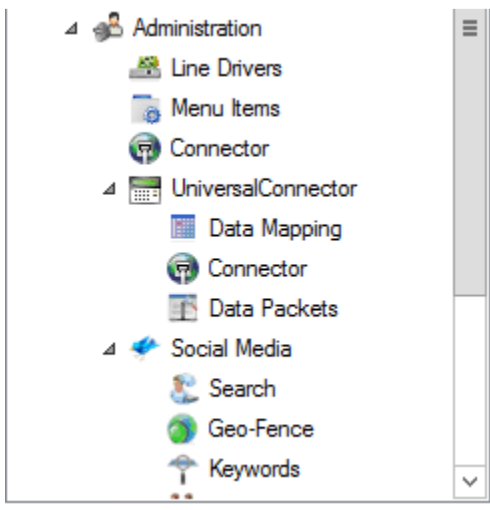 Administration
Line Drivers
Menu Items
Connector
UniversalConnector
Data Mapping
Connector
Data Packets
Social Media
Search
Geo-Fence
Keywords